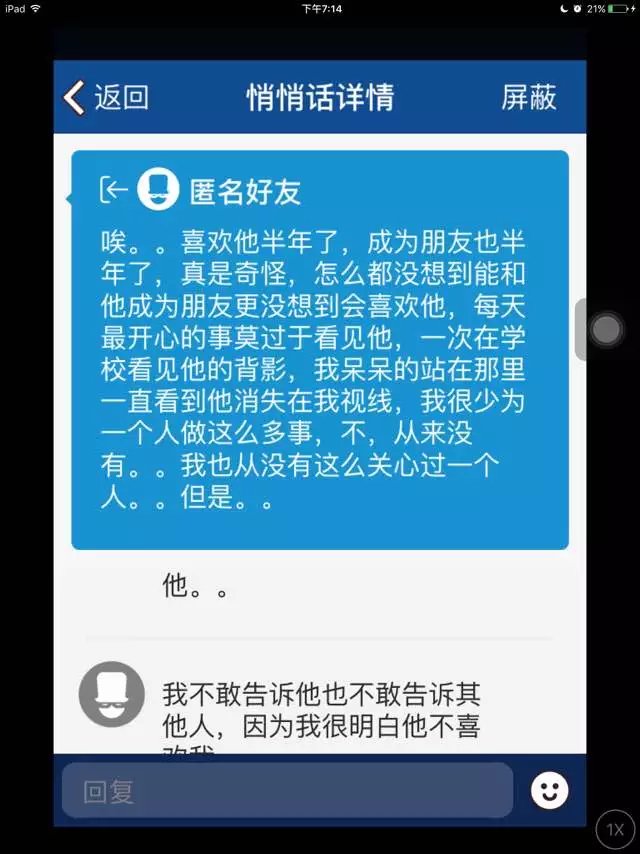 iPad 下午7:14 21%
返回 悄悄话详情 屏蔽
匿名好友
唉。。喜欢他半年了，成为朋友也半
年了，真是奇怪，怎么都没想到能和
他成为朋友更没想到会喜欢他，每天
最开心的事莫过于看见他，一次在学
校看见他的背影，我呆呆的站在那里
一直看到他消失在我视线，我很少为
一个人做这么多事，不，从来没
有。。我也从没有这么关心过一个
人。。但是。。
他。。
我不敢告诉他也不敢告诉其
他人，因为我很明白他不喜
欢我
回复
1X